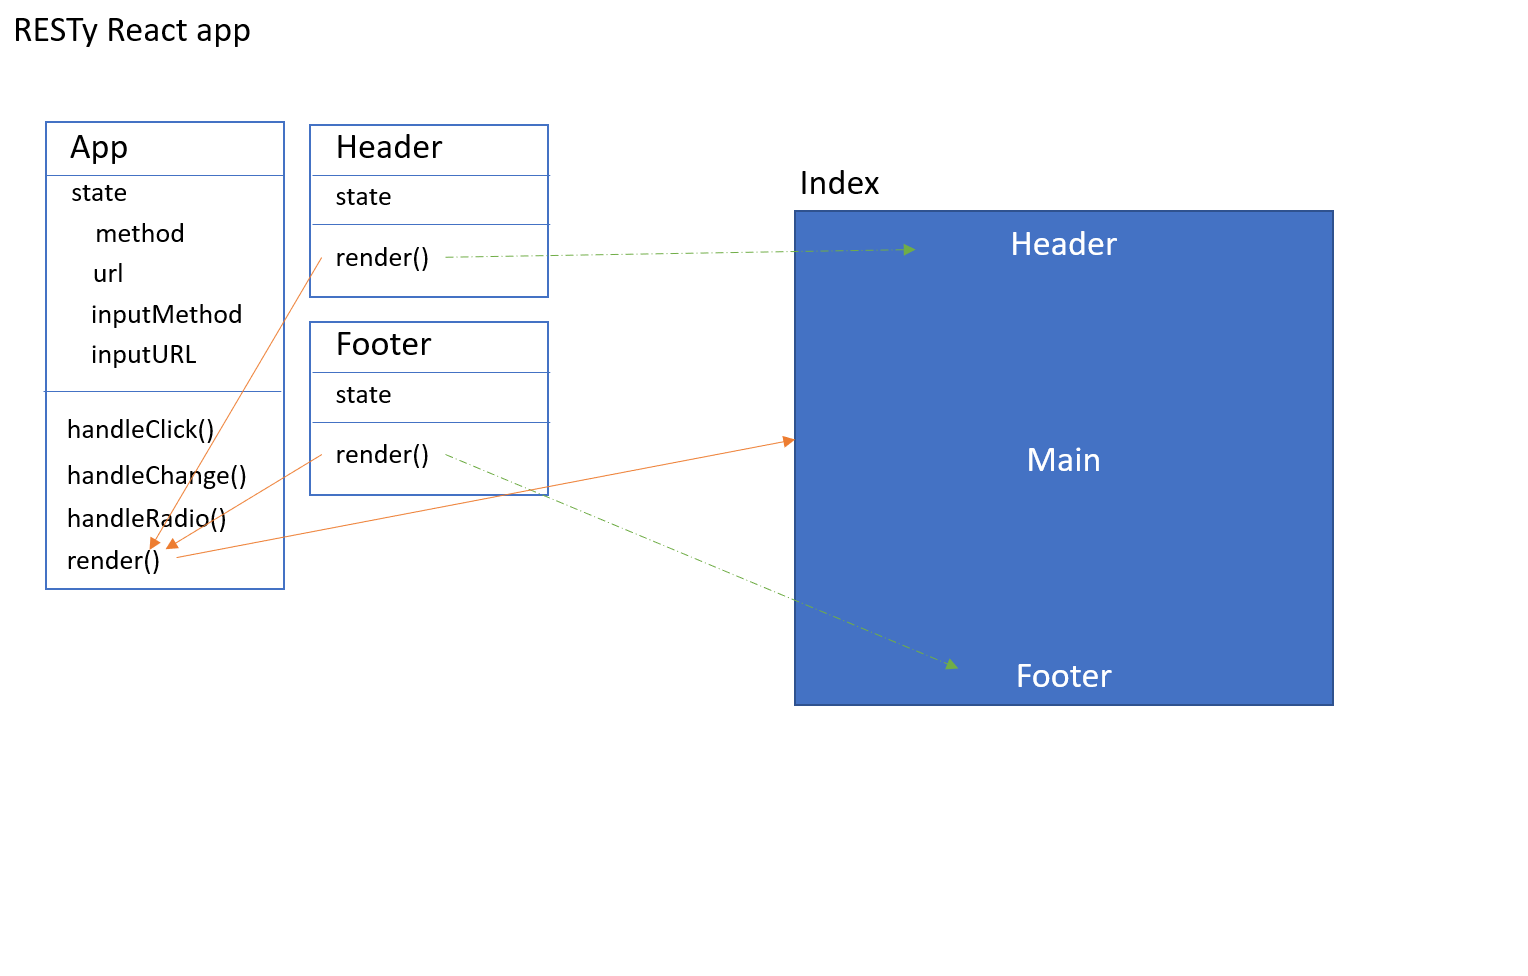 RESTy React app
App
state
method
url
inputMethod
inputURL
handleClick()
handleChange()
handleRadio()
render()
Header
state
render()
Footer
state
render()
Index
Header
Main
Footer